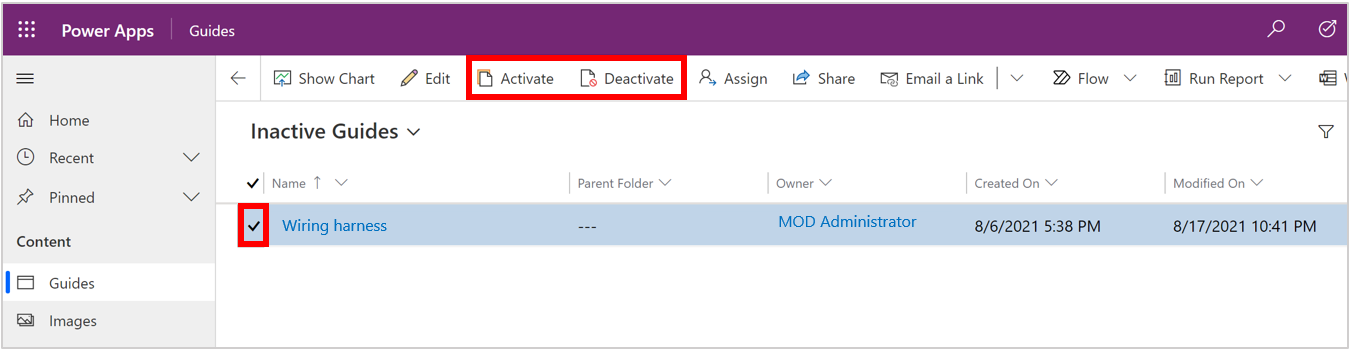 Power Apps Guides
Show Chart Edit Activate Deactivate Assign Share Email a Link Flow Run Report
Home
Recent
Pinned
Content
Guides
Images
Inactive Guides
Name Parent Folder Owner Created On Modified On
Wiring harness --- MOD Administrator 8/6/2021 5:38 PM 8/17/2021 10:41 PM